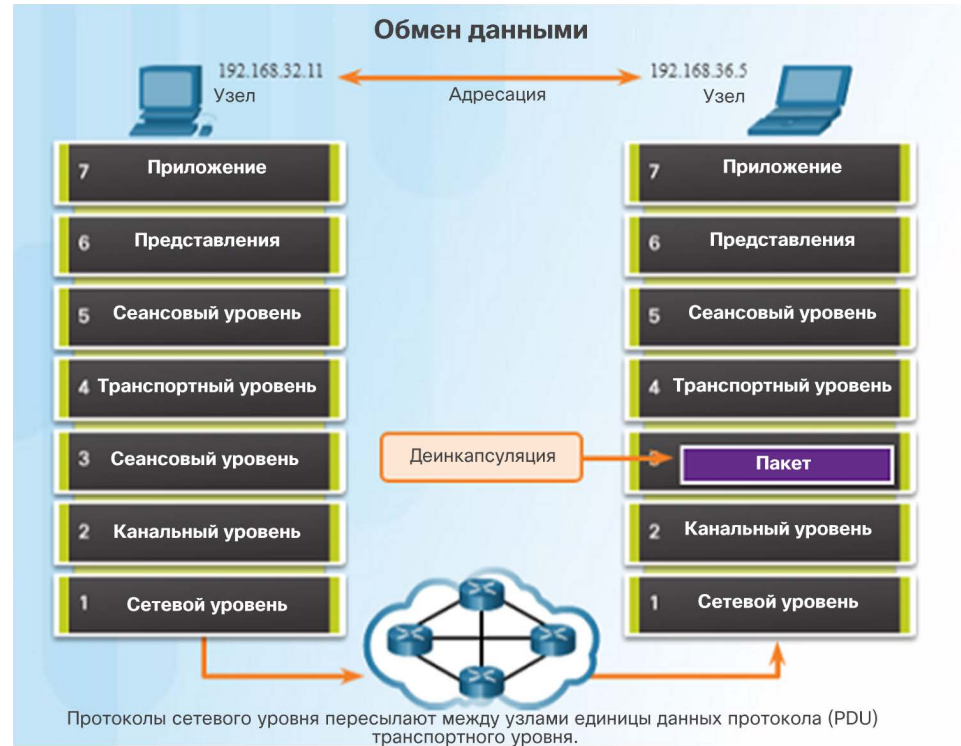 Обмен данными
192.168.32.11
Узел
Адресация
192.168.36.5
Узел
7 Приложение
6 Представления
5 Сеансовый уровень
4 Транспортный уровень
3 Сеансовый уровень
2 Канальный уровень
1 Сетевой уровень
7 Приложение
6 Представления
5 Сеансовый уровень
4 Транспортный уровень
Деинкапсуляция
3 Пакет
2 Канальный уровень
1 Сетевой уровень
Протоколы сетевого уровня пересылают между узлами единицы данных протокола (PDU)
транспортного уровня.